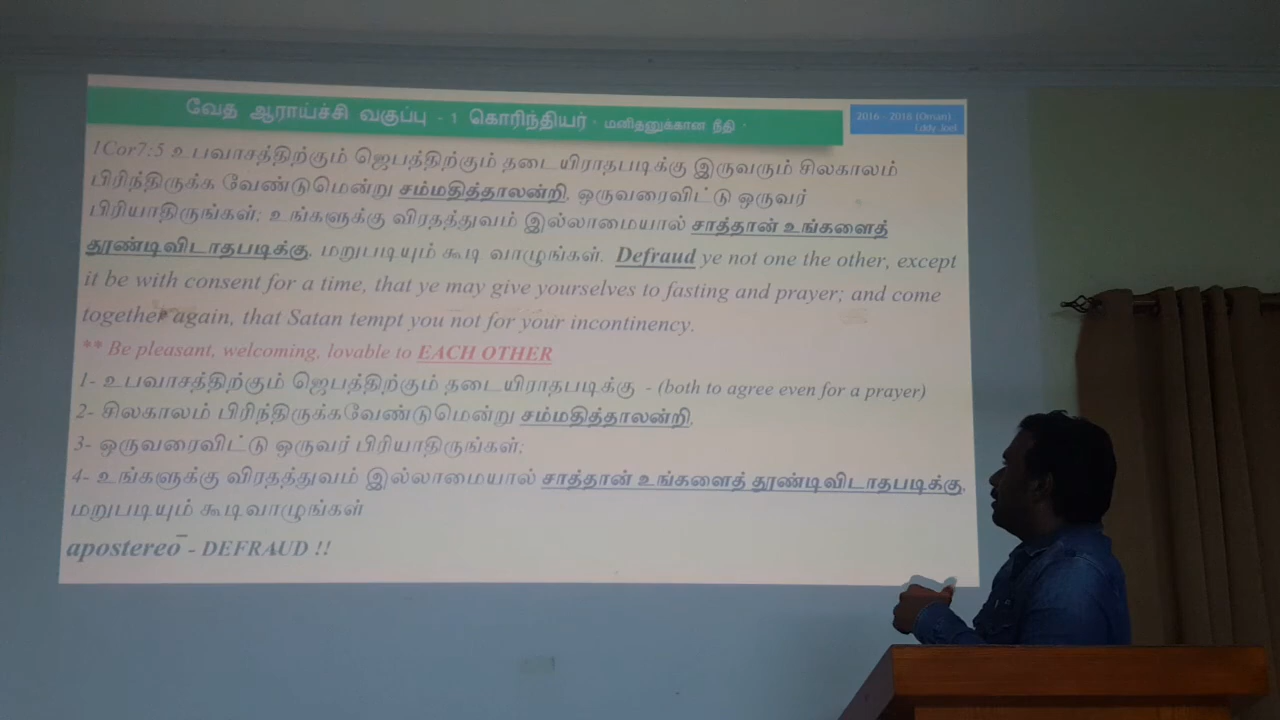 வேத ஆராய்ச்சி வகுப்பு - 1 கொரிந்தியர் - மனிதனுக்கான நீதி -
2016 - 2018 (Oman)
Eddy Joel
1Cor7:5 உபவாசத்திற்கும் ஜெபத்திற்கும் தடையிராதபடிக்கு இருவரும் சிலகாலம்
பிரிந்திருக்க வேண்டுமென்று சம்மதித்தாலன்றி, ஒருவரைவிட்டு ஒருவர்
பிரியாதிருங்கள்; உங்களுக்கு விரதத்துவம் இல்லாமையால் சாத்தான் உங்களைத்
தூண்டிவிடாதபடிக்கு, மறுபடியும் கூடி வாழுங்கள். Defraud ye not one the other, except
it be with consent for a time, that ye may give yourselves to fasting and prayer; and come
together again, that Satan tempt you not for your incontinency.
** Be pleasant, welcoming, lovable to EACH OTHER
1- உபவாசத்திற்கும் ஜெபத்திற்கும் தடையிராதபடிக்கு - (both to agree even for a prayer)
2- சிலகாலம் பிரிந்திருக்கவேண்டுமென்று சம்மதித்தாலன்றி,
3- ஒருவரைவிட்டு ஒருவர் பிரியாதிருங்கள்;
4- உங்களுக்கு விரதத்துவம் இல்லாமையால் சாத்தான் உங்களைத் தூண்டிவிடாதபடிக்கு,
மறுபடியும் கூடிவாழுங்கள்
apostereō - DEFRAUD !!